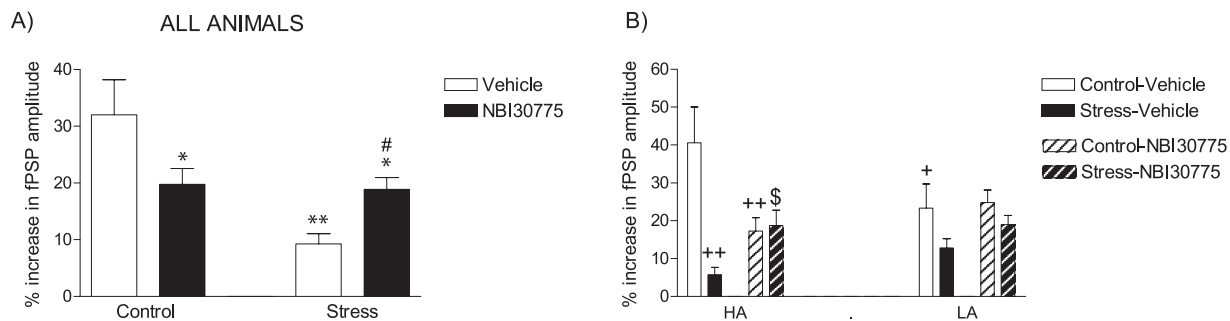 A)
ALL ANIMALS
% increase in fPSP amplitude
40
30
20
10
0
*
**
#
*
Control
Stress
Vehicle
NBI30775
B)
% increase in fPSP amplitude
60
50
40
30
20
10
0
++
++
$
+
HA
LA
Control-Vehicle
Stress-Vehicle
Control-NBI30775
Stress-NBI30775